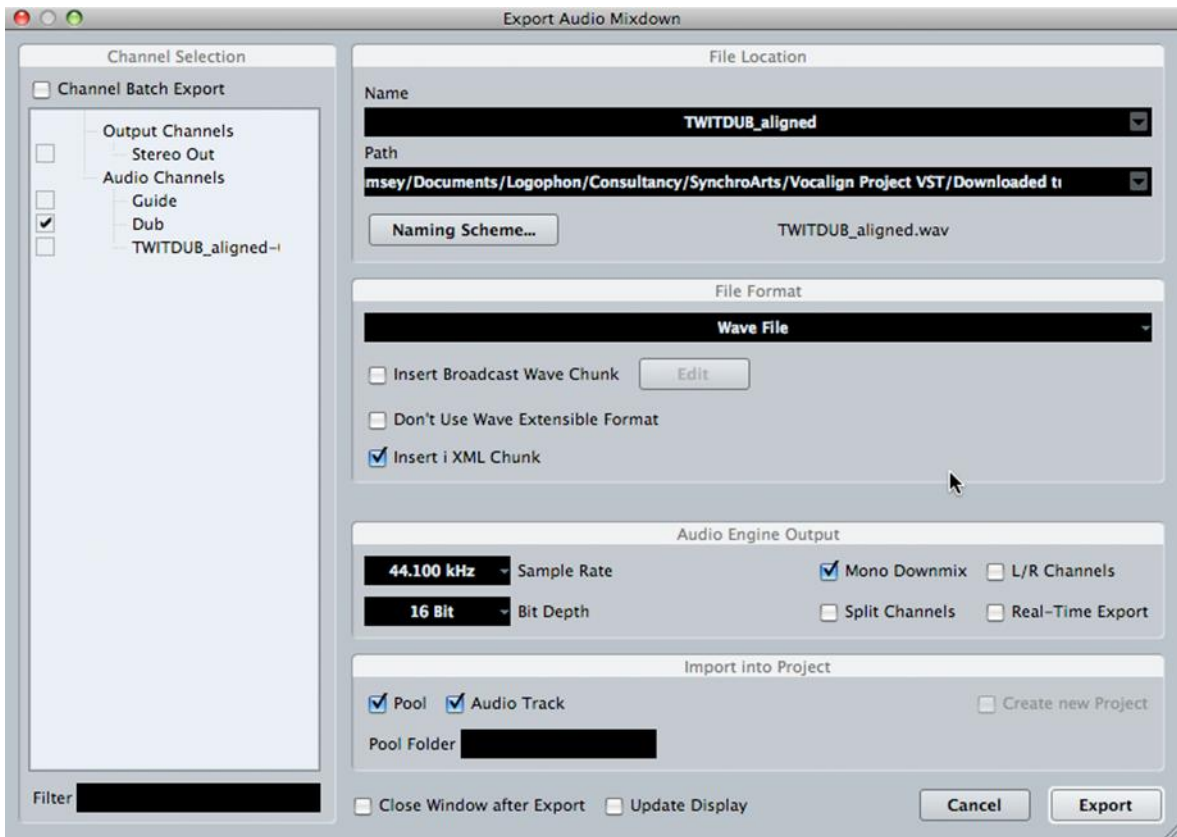 Export Audio Mixdown
Channel Selection
Channel Batch Export
Output Channels
Stereo Out
Audio Channels
Guide
Dub
TWITDUB_aligned-
Filter
File Location
Name
TWITDUB_aligned
Path
msey/Documents/Logophon/Consultancy/SynchroArts/Vocalign Project VST/Downloaded
Naming Scheme...
TWITDUB_aligned.wav
File Format
Wave File
Insert Broadcast Wave Chunk
Edit
Don't Use Wave Extensible Format
Insert i XML Chunk
Audio Engine Output
44.100 kHz Sample Rate
Mono Downmix L/R Channels
16 Bit Bit Depth
Split Channels Real-Time Export
Import into Project
Pool Audio Track
Create new Project
Pool Folder
Close Window after Export Update Display
Cancel Export